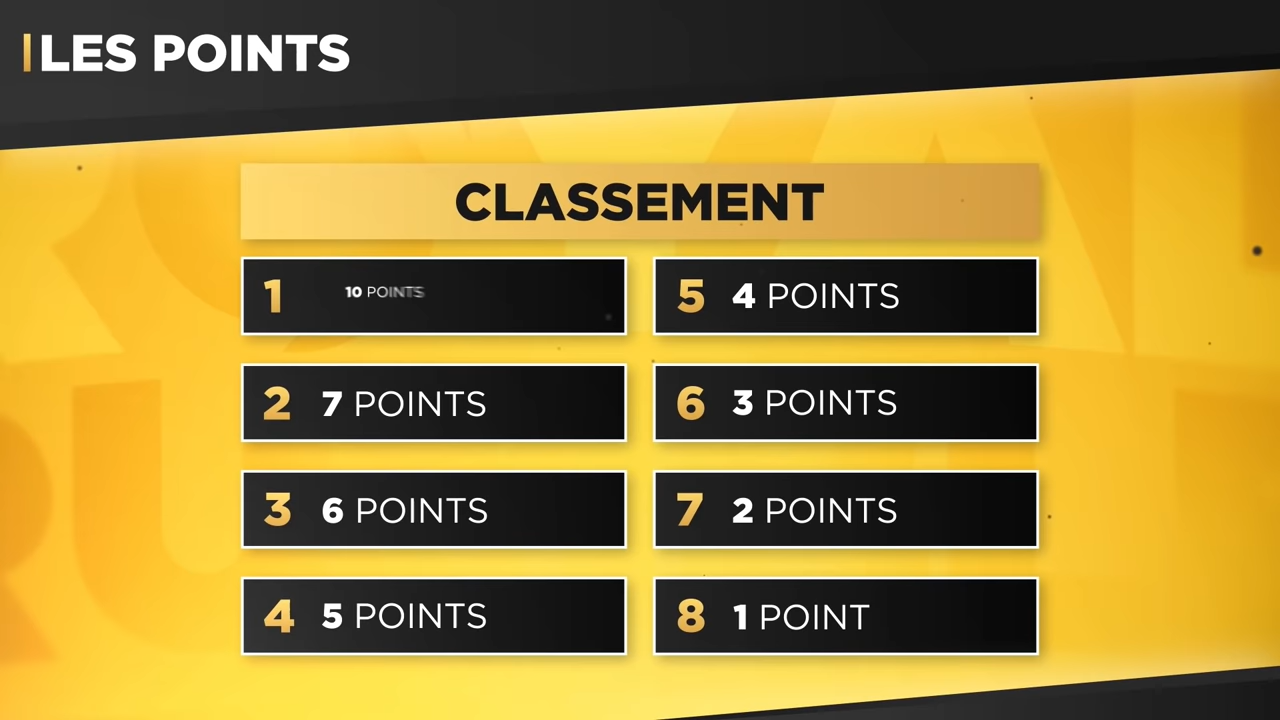 LES POINTS
CLASSEMENT
1 10 POINTS
2 7 POINTS
3 6 POINTS
4 5 POINTS
5 4 POINTS
6 3 POINTS
7 2 POINTS
8 1 POINT